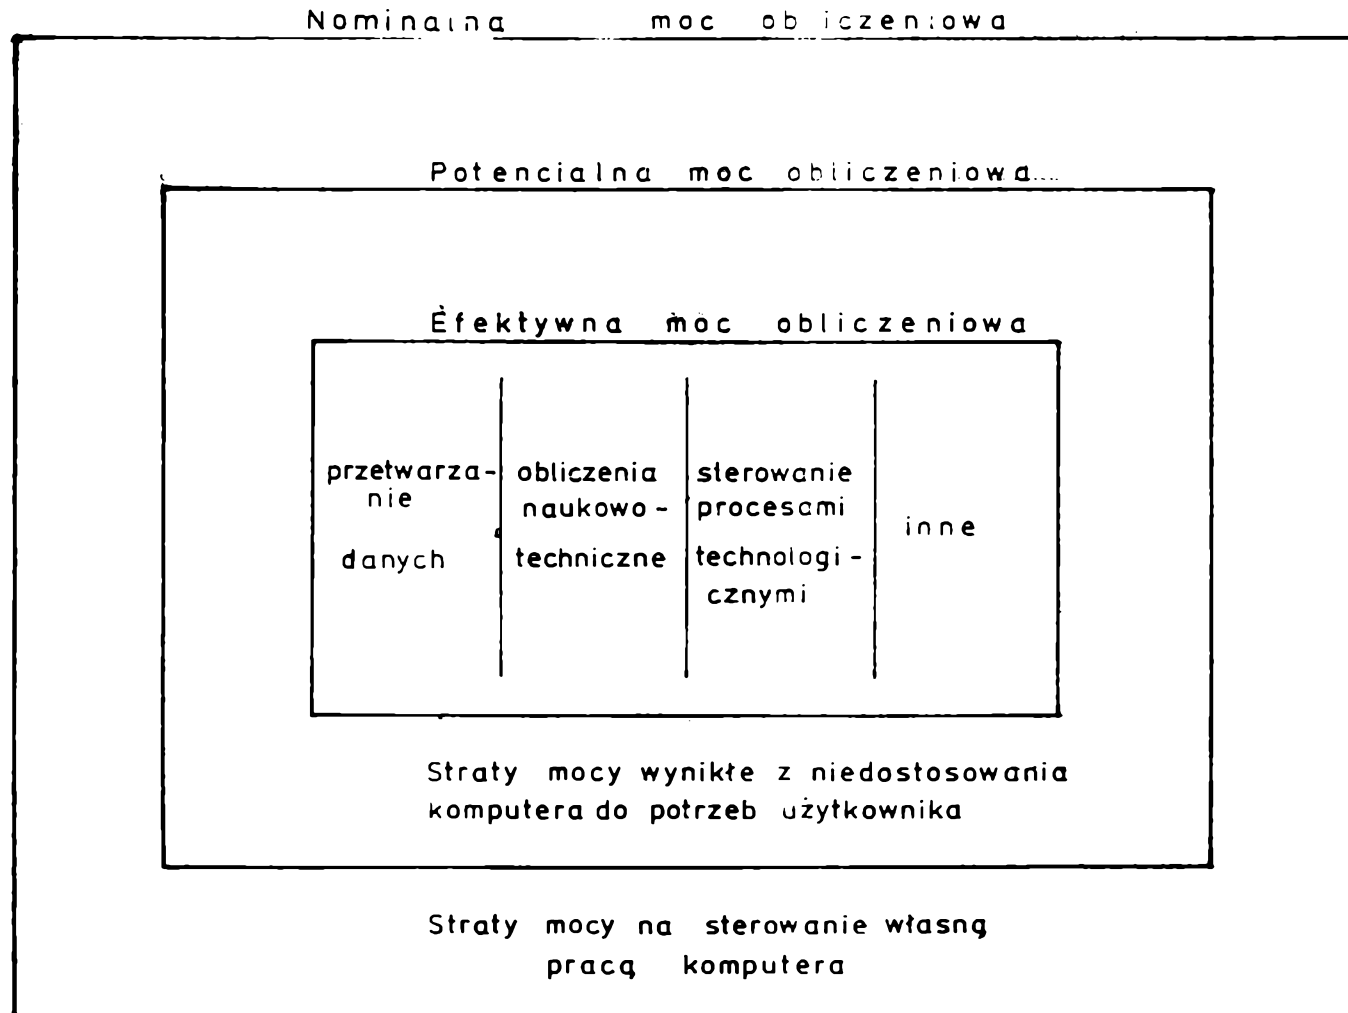 Nominalna moc obliczeniowa
Potencialna moc obliczeniowa
Efektywna moc obliczeniowa
przetwarza-
nie
danych
obliczenia
naukowo-
techniczne
sterowanie
procesami
technologi-
cznymi
inne
Straty mocy wynikłe z niedostosowania
komputera do potrzeb użytkownika
Straty mocy na sterowanie własną
pracą komputera